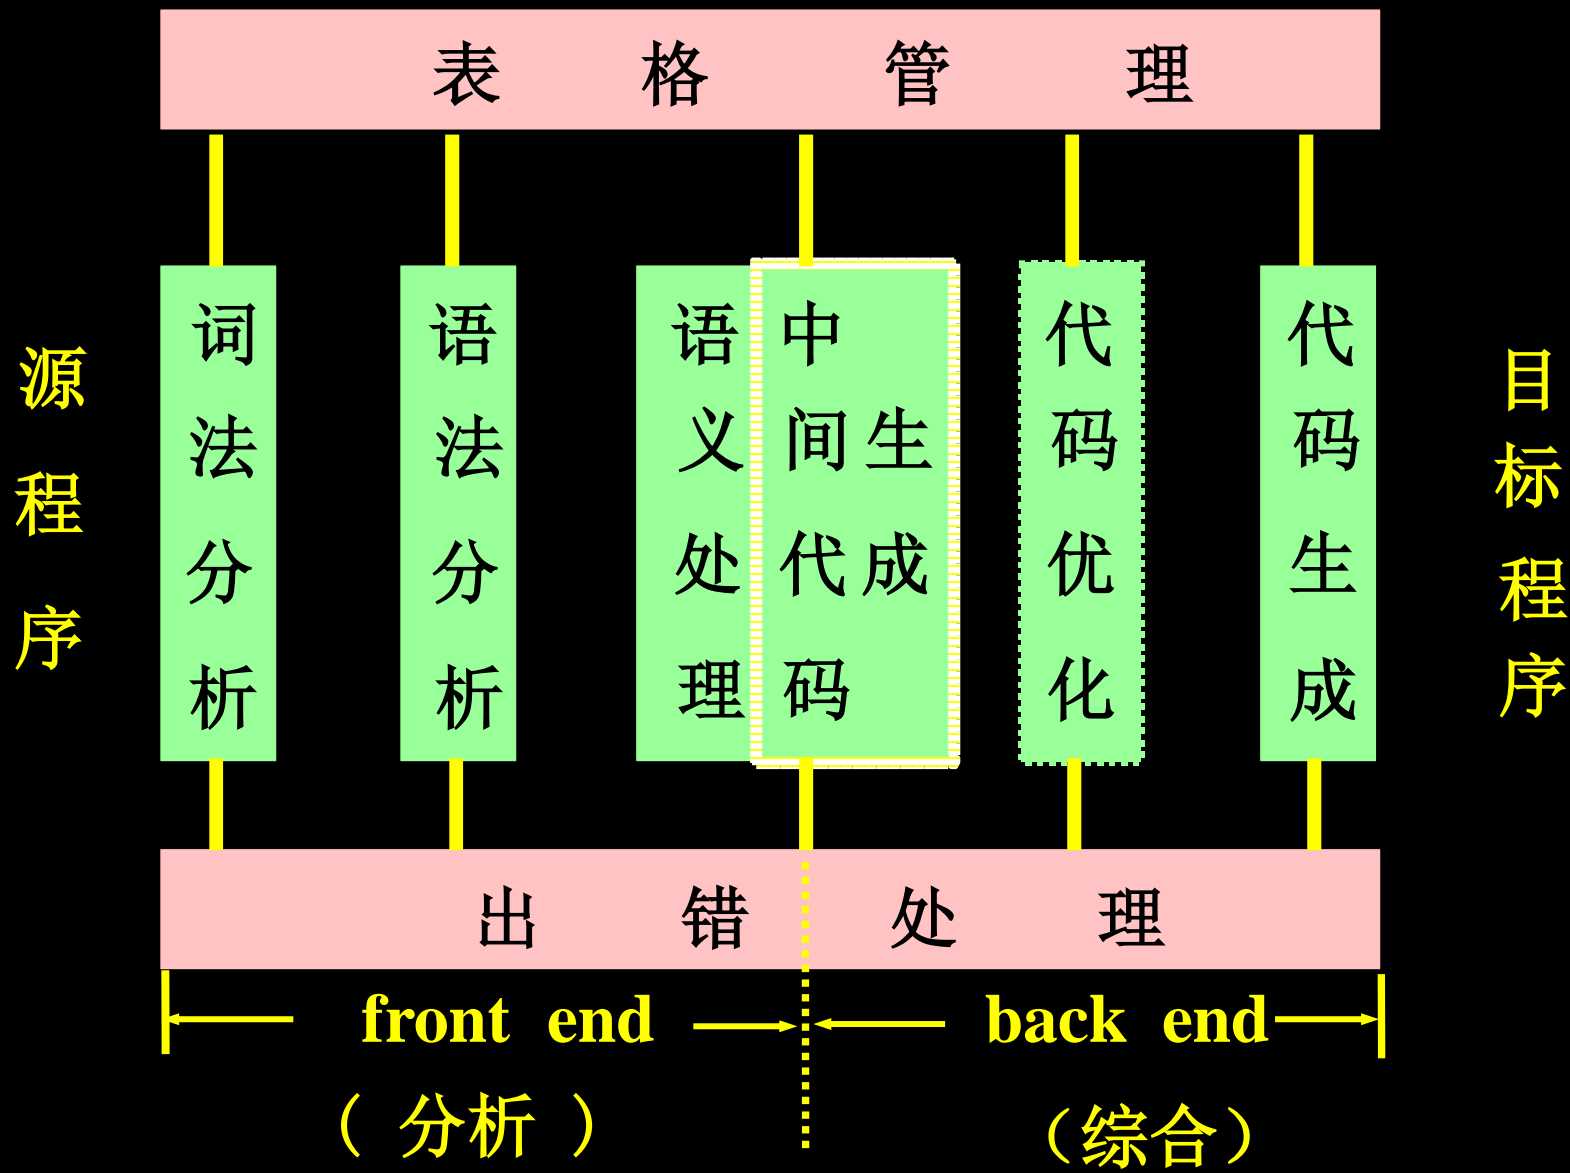 表格管理
源程序
词法分析
语法分析
语义处理
中间代码
生成
代码优化
代码生成
目标程序
出错处理
front end
back end
（分析）
（综合）